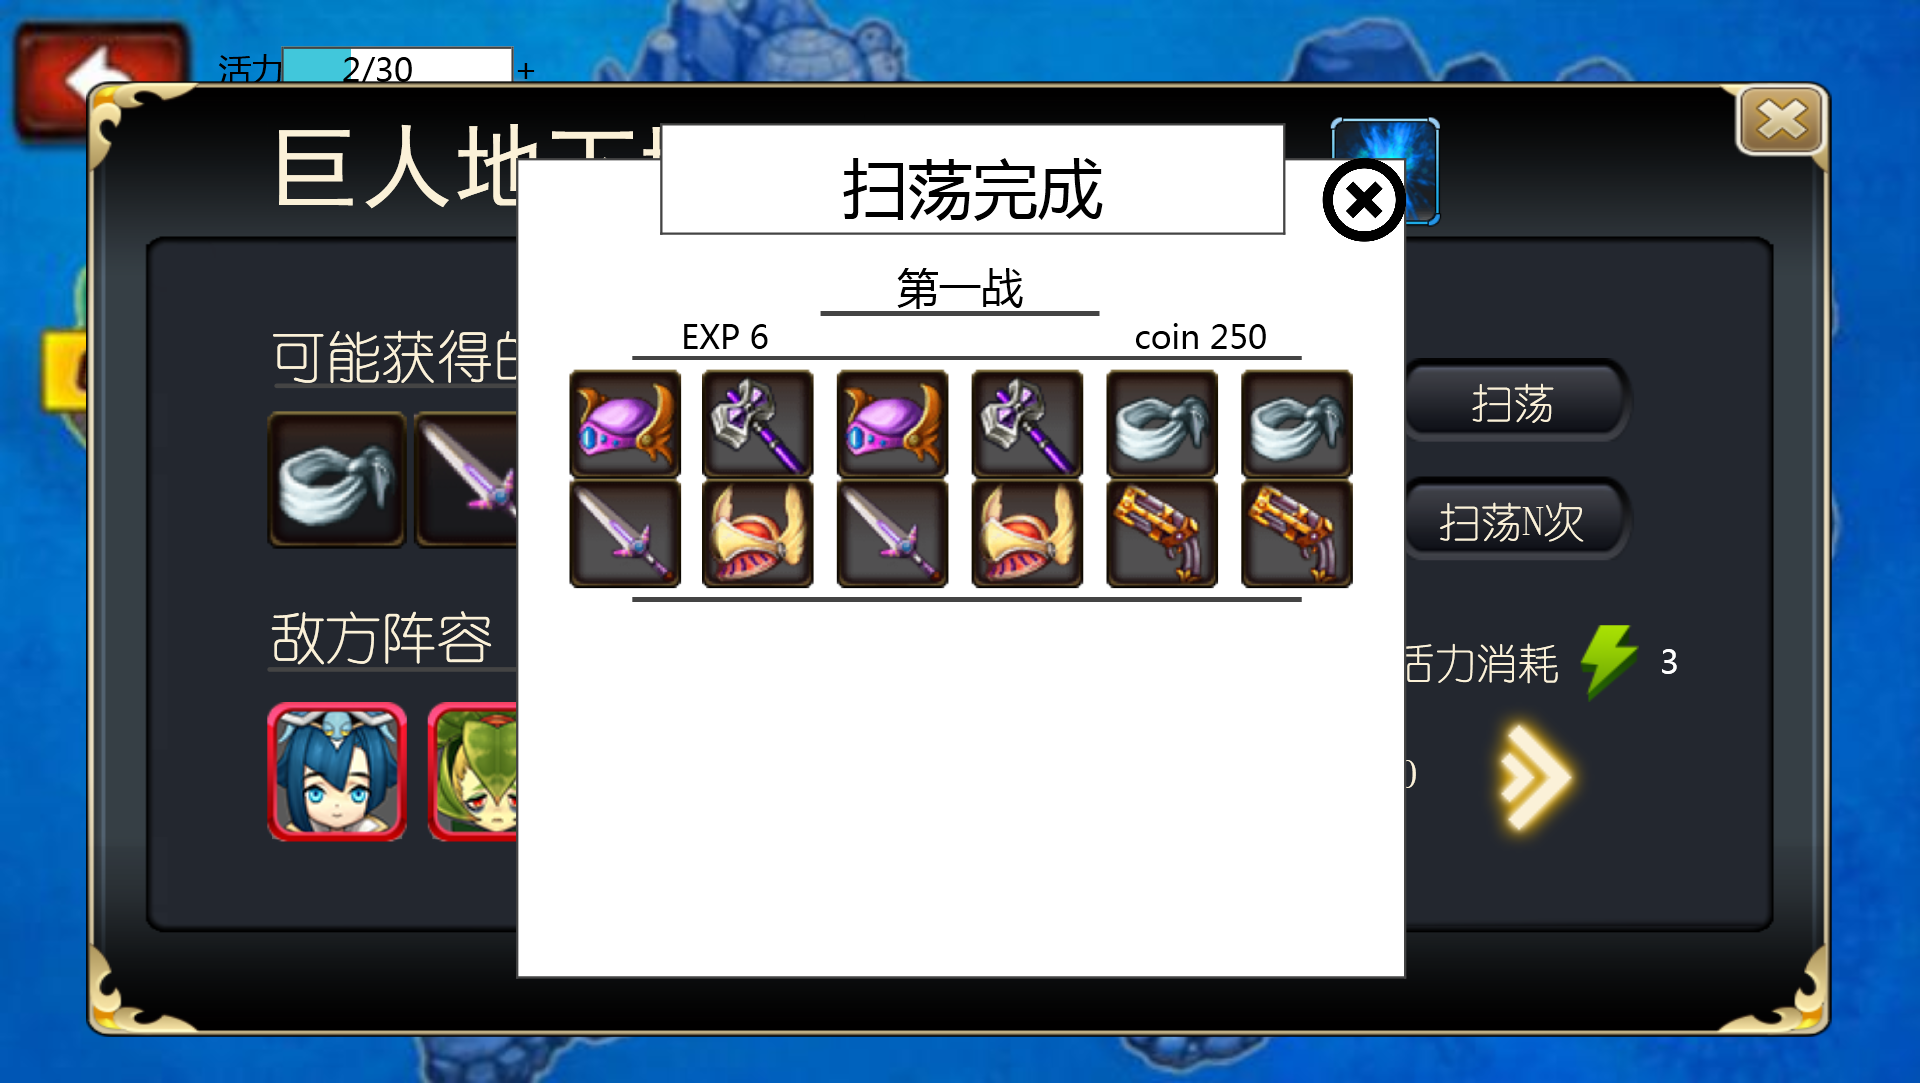 活力 2/30 +
巨人地
扫荡完成
第一战
EXP 6
coin 250
可能获得的
扫荡
扫荡N次
敌方阵容
活力消耗 3
)